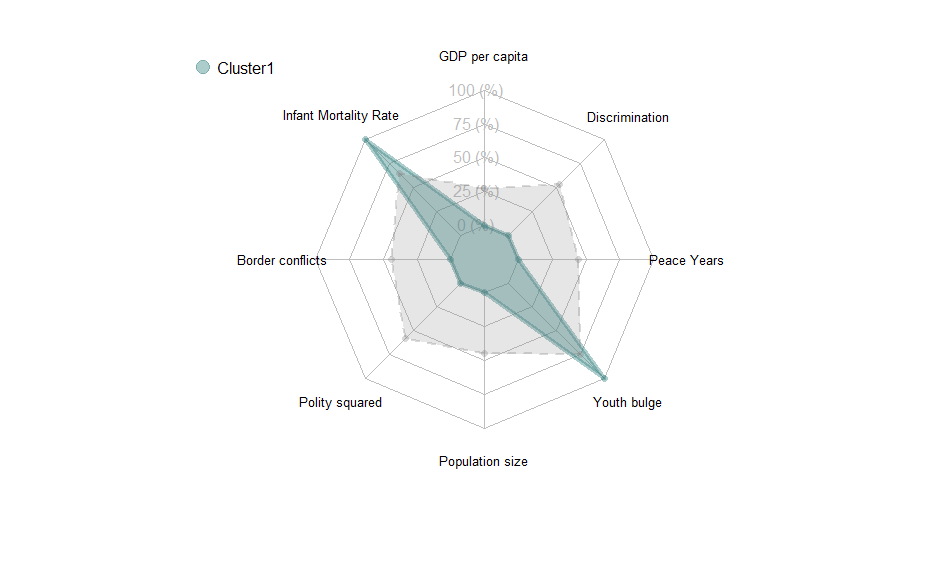 GDP per capita
Cluster1
100 (%)
Infant Mortality Rate
Discrimination
75 (%)
50 (%)
25 (%)
0 (%)
Border conflicts
Peace Years
Polity squared
Youth bulge
Population size